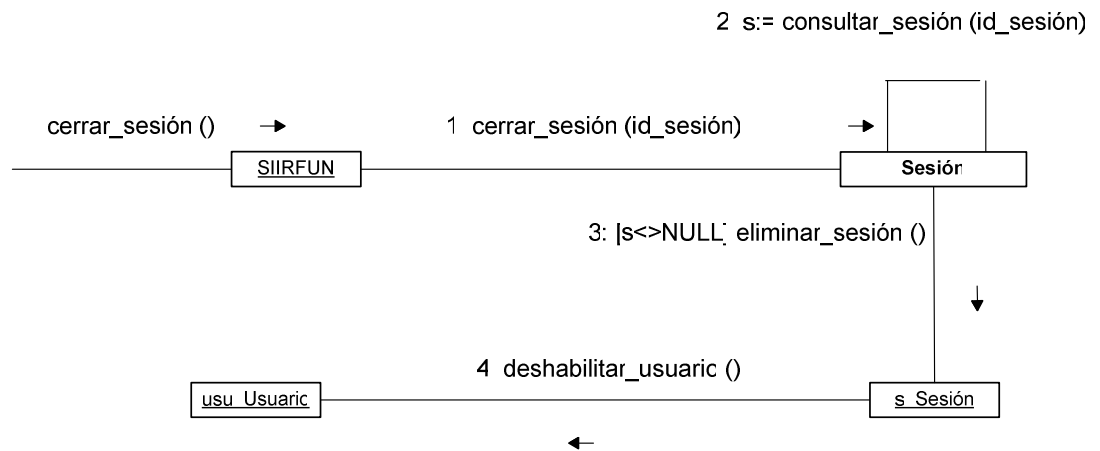 2 s:= consultar_sesión (id_sesión)
cerrar_sesión ()
1 cerrar_sesión (id_sesión)
SIIRFUN
Sesión
3: [s<>NULL] eliminar_sesión ()
4 deshabilitar_usuario ()
usu Usuario
s Sesión